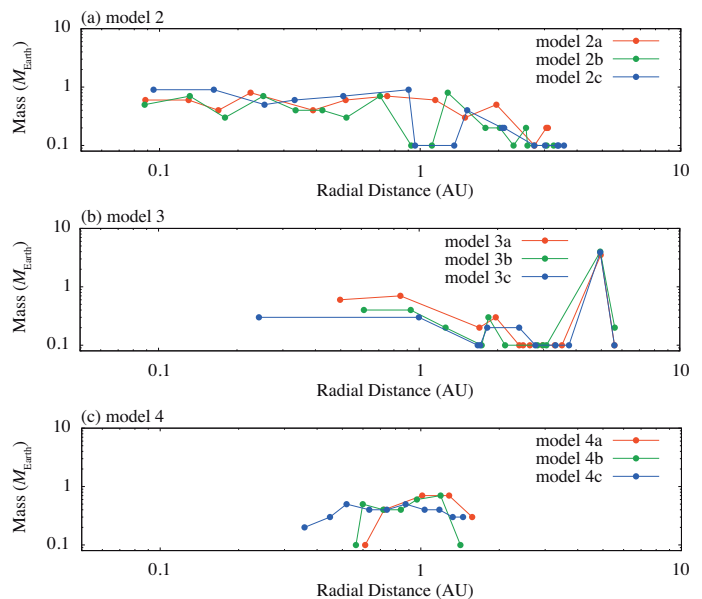 (a) model 2
10
1
0.1
Mass (M_Earth)
model 2a
model 2b
model 2c
0.1 1 10
Radial Distance (AU)
(b) model 3
10
1
0.1
Mass (M_Earth)
model 3a
model 3b
model 3c
0.1 1 10
Radial Distance (AU)
(c) model 4
10
1
0.1
Mass (M_Earth)
model 4a
model 4b
model 4c
0.1 1 10
Radial Distance (AU)